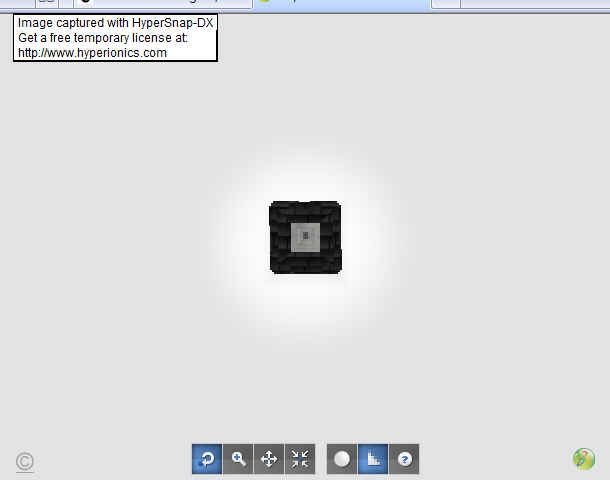 Image captured with HyperSnap-DX
Get a free temporary license at:
http://www.hyperionics.com
©
?